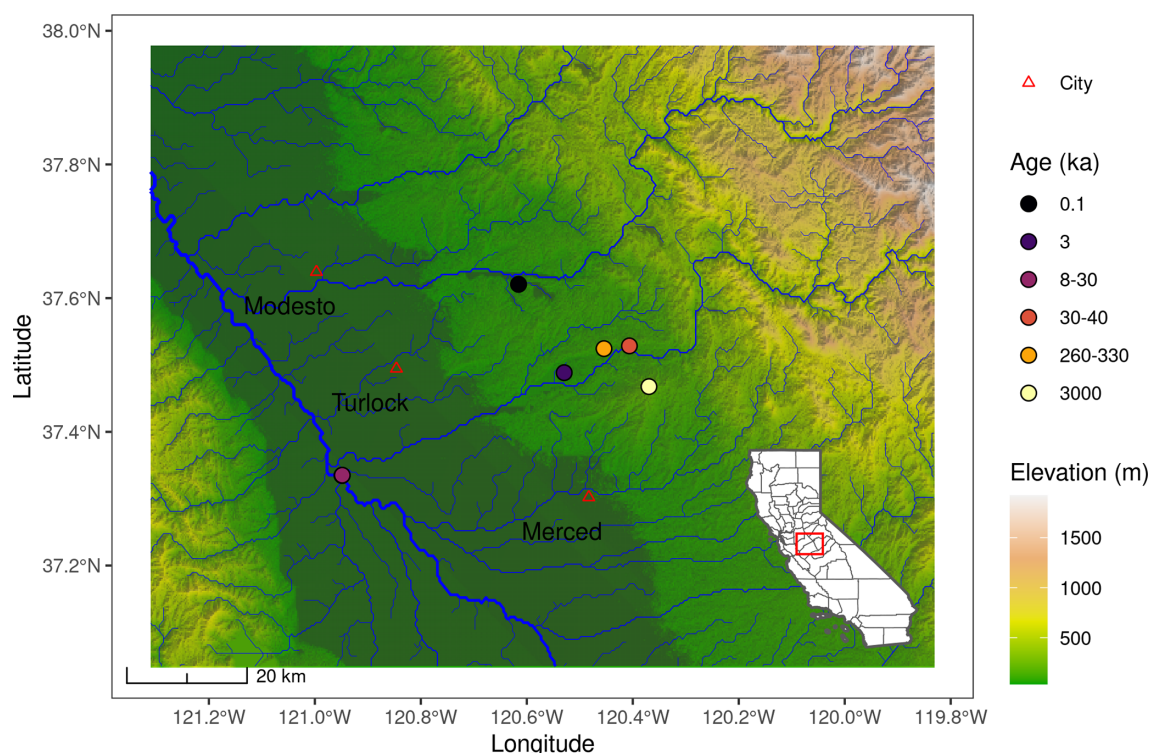 38.0°N
37.8°N
37.6°N
37.4°N
37.2°N
Latitude
Modesto
Turlock
Merced
20 km
121.2°W 121.0°W 120.8°W 120.6°W 120.4°W 120.2°W 120.0°W 119.8°W
Longitude
City
Age (ka)
0.1
3
8-30
30-40
260-330
3000
Elevation (m)
1500
1000
500